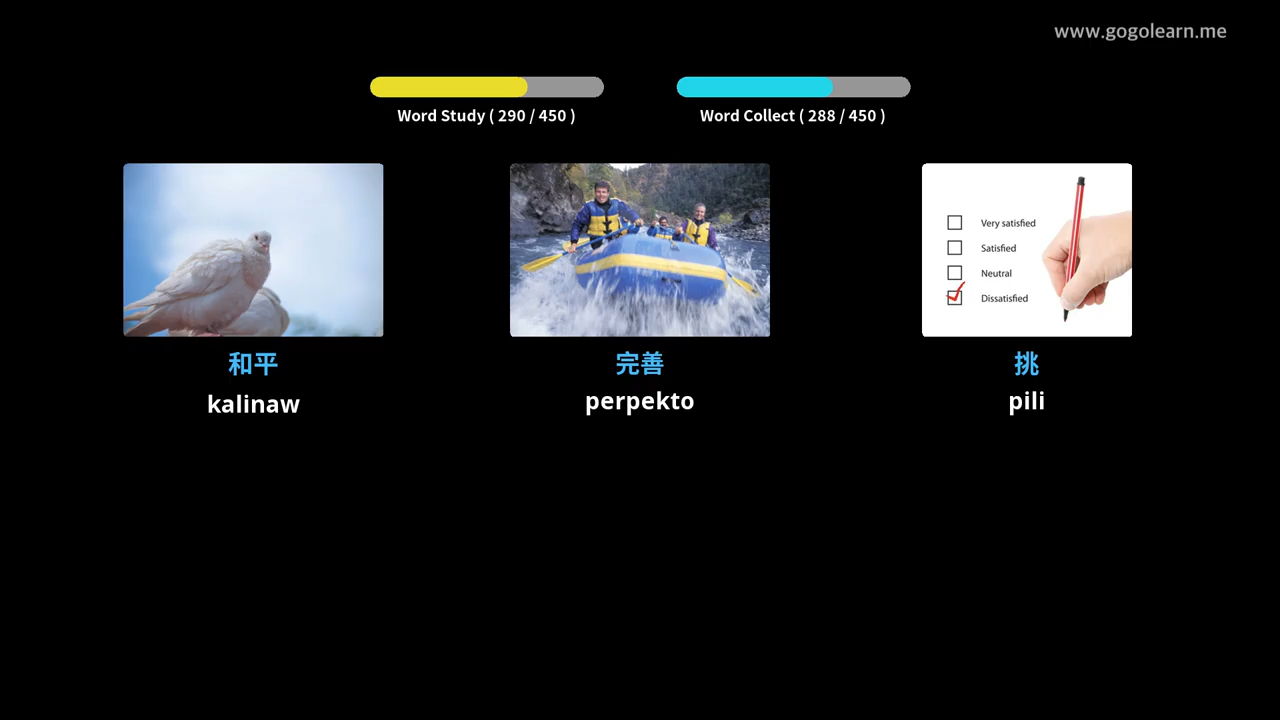 www.gogolearn.me
Word Study ( 290 / 450 )
Word Collect ( 288 / 450 )
Very satisfied
Satisfied
Neutral
Dissatisfied
和平
完善
挑
kalinaw
perpekto
pili